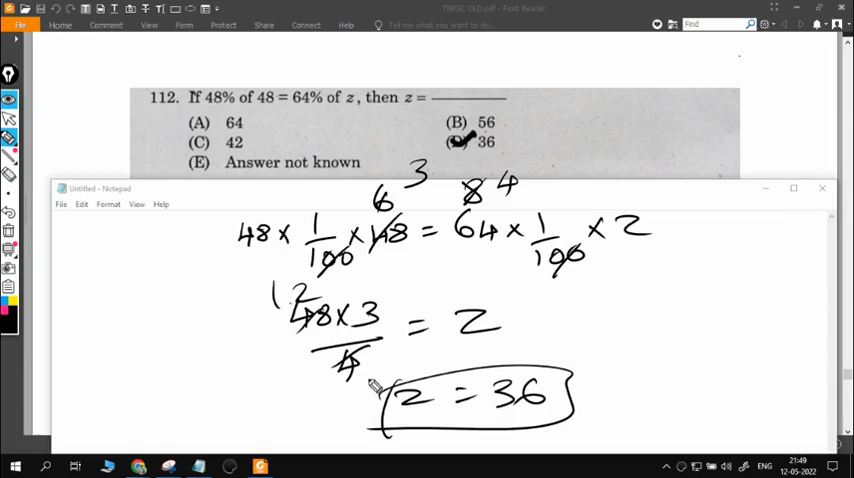 TNPSC OLD.pdf - Foxit Reader
File Comment View Form Protect Share Connect Help Tell me what you want to do... Find
112. If 48% of 48 = 64% of z, then z =
(A) 64 (B) 56
(C) 42 36
(E) Answer not known
Untitled - Notepad
File Edit Format View Help
6 3 8 4
48 × 1/100 × 48 = 64 × 1/100 × z
12
48×3/4 = z
z = 36
ENG 21:49
12-05-2022